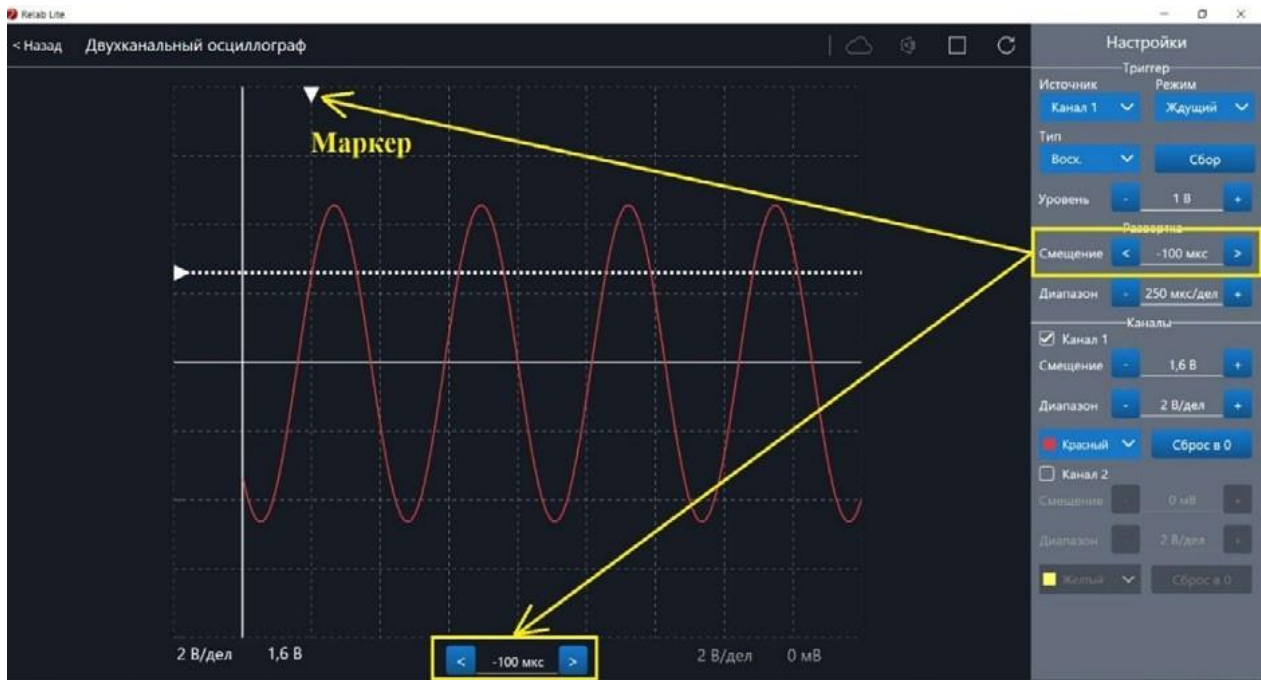 Relab Lite
< Назад Двухканальный осциллограф
Настройки
Триггер
Источник Режим
Канал 1 Ждущий
Тип
Восх. Сбор
Уровень - 1 В +
Развертка
Смещение < -100 мкс >
Диапазон - 250 мкс/дел +
Каналы
Канал 1
Смещение - 1,6 В +
Диапазон - 2 В/дел +
Красный Сброс в 0
Канал 2
Смещение - 0 мВ +
Диапазон - 2 В/дел +
Желтый Сброс в 0
Маркер
2 В/дел 1,6 В < -100 мкс > 2 В/дел 0 мВ